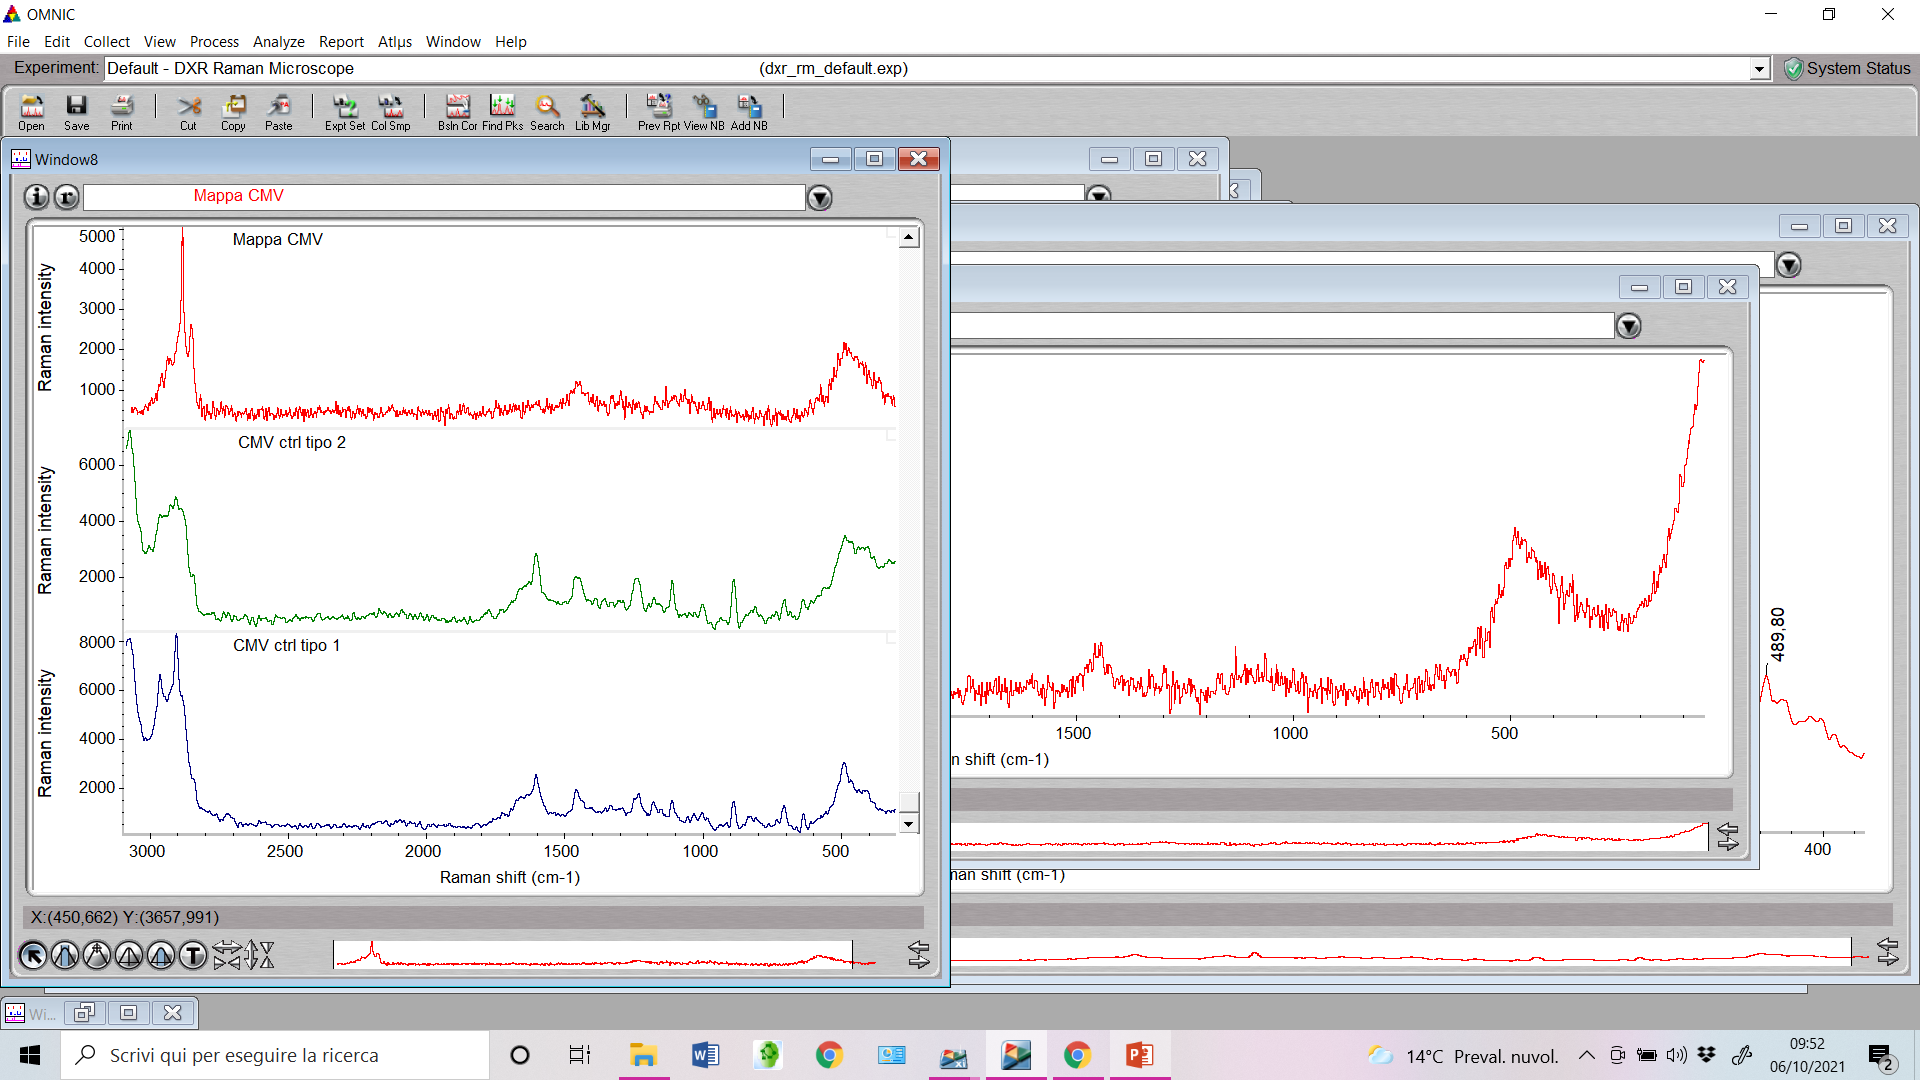 OMNIC
File Edit Collect View Process Analyze Report Atlµs Window Help
Experiment: Default - DXR Raman Microscope (dxr_rm_default.exp) System Status
Open Save Print Cut Copy Paste Expt Set Col Smp Bsln Cor Find Pks Search Lib Mgr Prev Rpt View NB Add NB
Window8
Mappa CMV
Mappa CMV
5000
4000
3000
2000
1000
Raman intensity
CMV ctrl tipo 2
6000
4000
2000
Raman intensity
CMV ctrl tipo 1
8000
6000
4000
2000
Raman intensity
3000 2500 2000 1500 1000 500
Raman shift (cm-1)
X:(450,662) Y:(3657,991)
1500 1000 500
n shift (cm-1)
489,80
400
man shift (cm-1)
Wi...
Scrivi qui per eseguire la ricerca
14°C Preval. nuvol.
09:52
06/10/2021
2